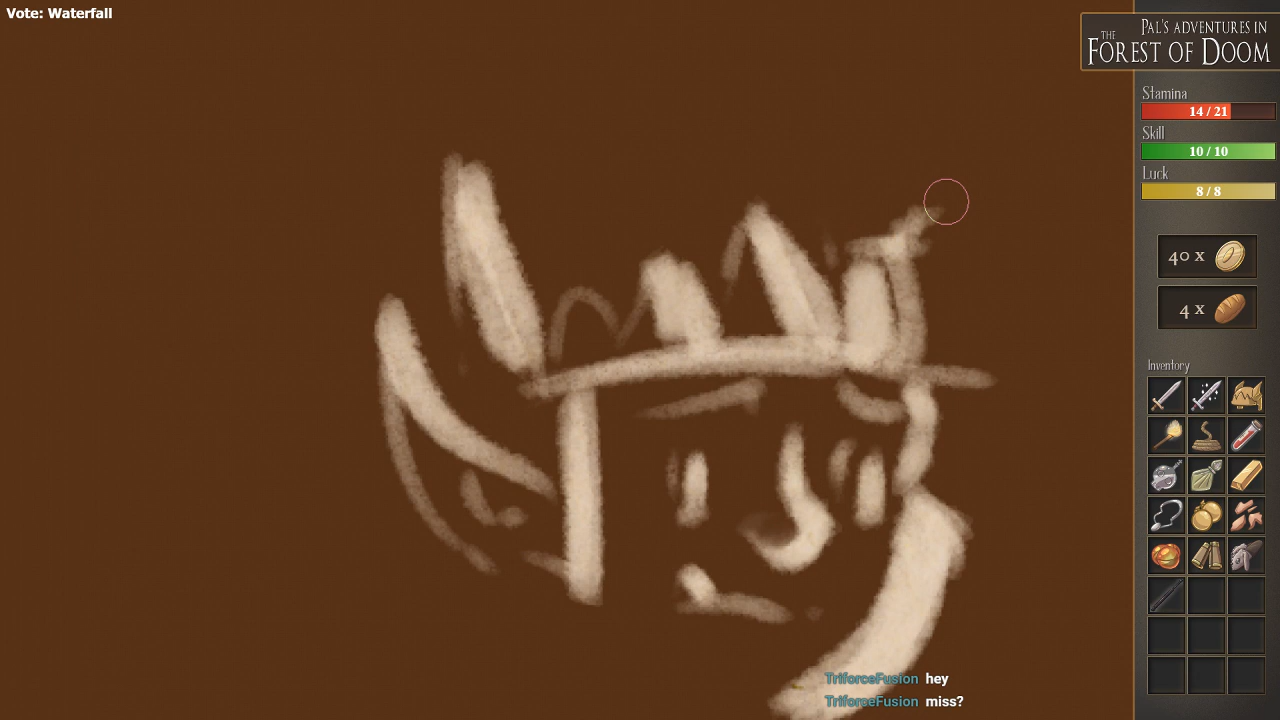 Vote: Waterfall
PAL'S ADVENTURES IN
THE
FOREST OF DOOM
Stamina
14 / 21
Skill
10 / 10
Luck
8 / 8
40 x
4 x
Inventory
TriforceFusion hey
TriforceFusion miss?